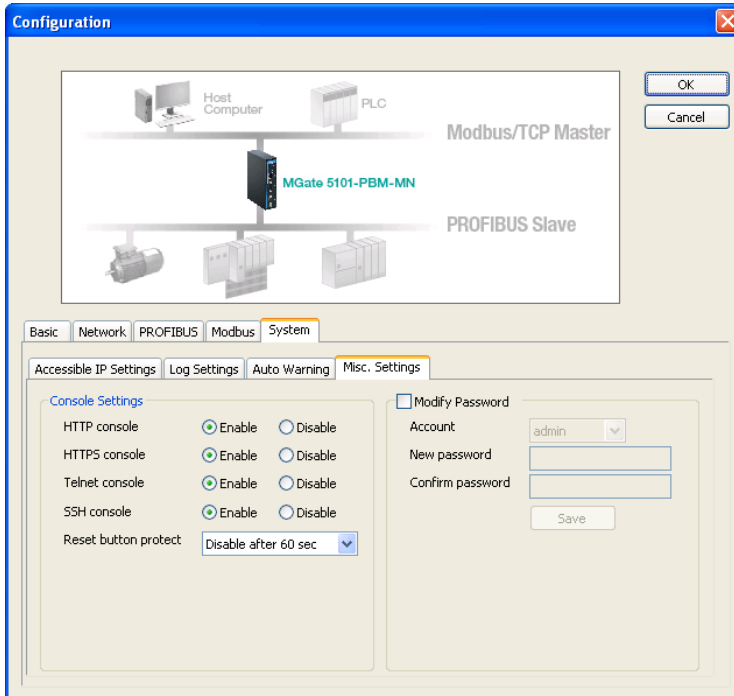 Configuration
OK
Cancel
Host
Computer
PLC
Modbus/TCP Master
MGate 5101-PBM-MN
PROFIBUS Slave
Basic Network PROFIBUS Modbus System
Accessible IP Settings Log Settings Auto Warning Misc. Settings
Console Settings
HTTP console Enable Disable
HTTPS console Enable Disable
Telnet console Enable Disable
SSH console Enable Disable
Reset button protect Disable after 60 sec
Modify Password
Account admin
New password
Confirm password
Save